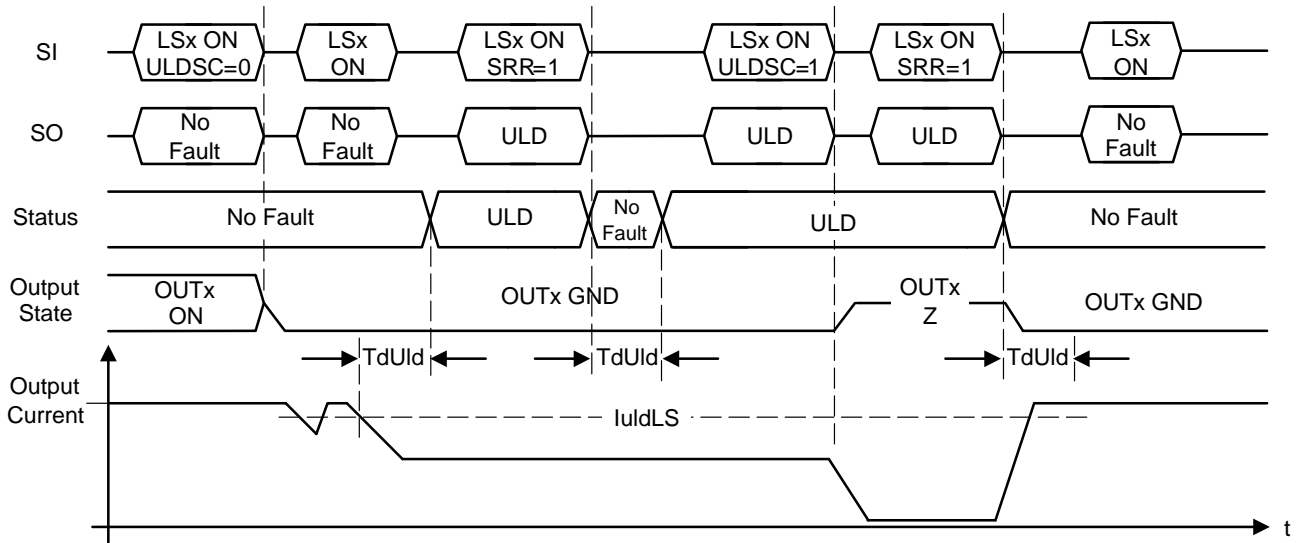 SI
LSx ON
ULDSC=0
LSx
ON
LSx ON
SRR=1
LSx ON
ULDSC=1
LSx ON
SRR=1
LSx
ON
SO
No
Fault
No
Fault
ULD
ULD
ULD
No
Fault
Status
No Fault
ULD
No
Fault
ULD
No Fault
Output
State
OUTx
ON
OUTx GND
OUTx
Z
OUTx GND
TdUld
TdUld
TdUld
Output
Current
IuldLS
t